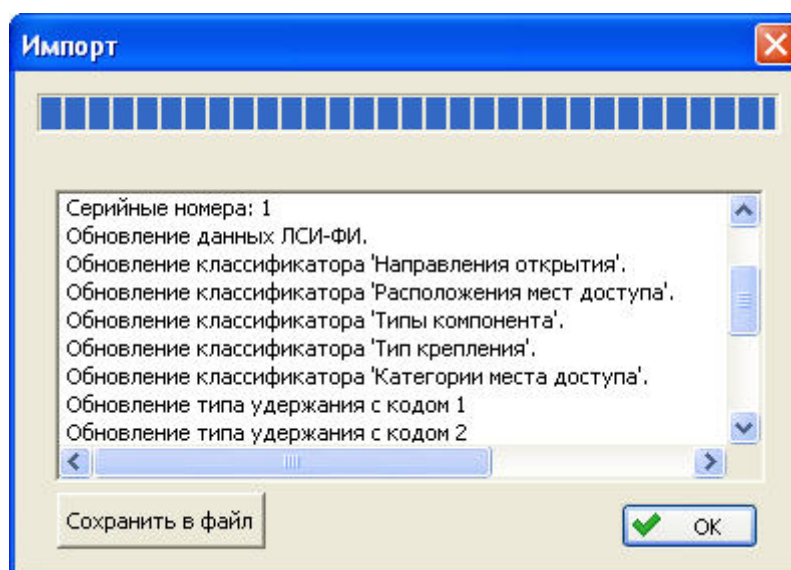 Импорт
Серийные номера: 1
Обновление данных ЛСИ-ФИ.
Обновление классификатора 'Направления открытия'.
Обновление классификатора 'Расположения мест доступа'.
Обновление классификатора 'Типы компонента'.
Обновление классификатора 'Тип крепления'.
Обновление классификатора 'Категории места доступа'.
Обновление типа удержания с кодом 1
Обновление типа удержания с кодом 2
Сохранить в файл
OK